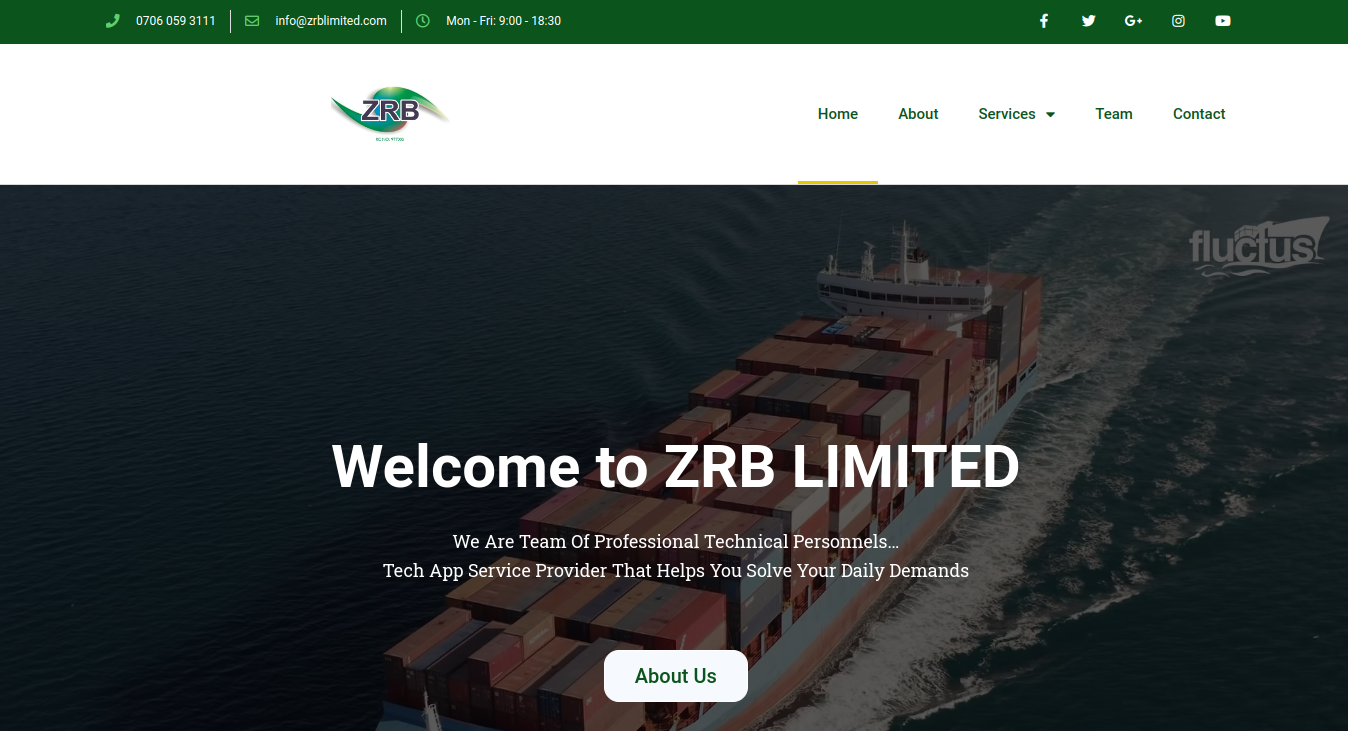 0706 059 3111
info@zrblimited.com
Mon - Fri: 9:00 - 18:30
ZRB
Home
About
Services
Team
Contact
fluctus
Welcome to ZRB LIMITED
We Are Team Of Professional Technical Personnels...
Tech App Service Provider That Helps You Solve Your Daily Demands
About Us